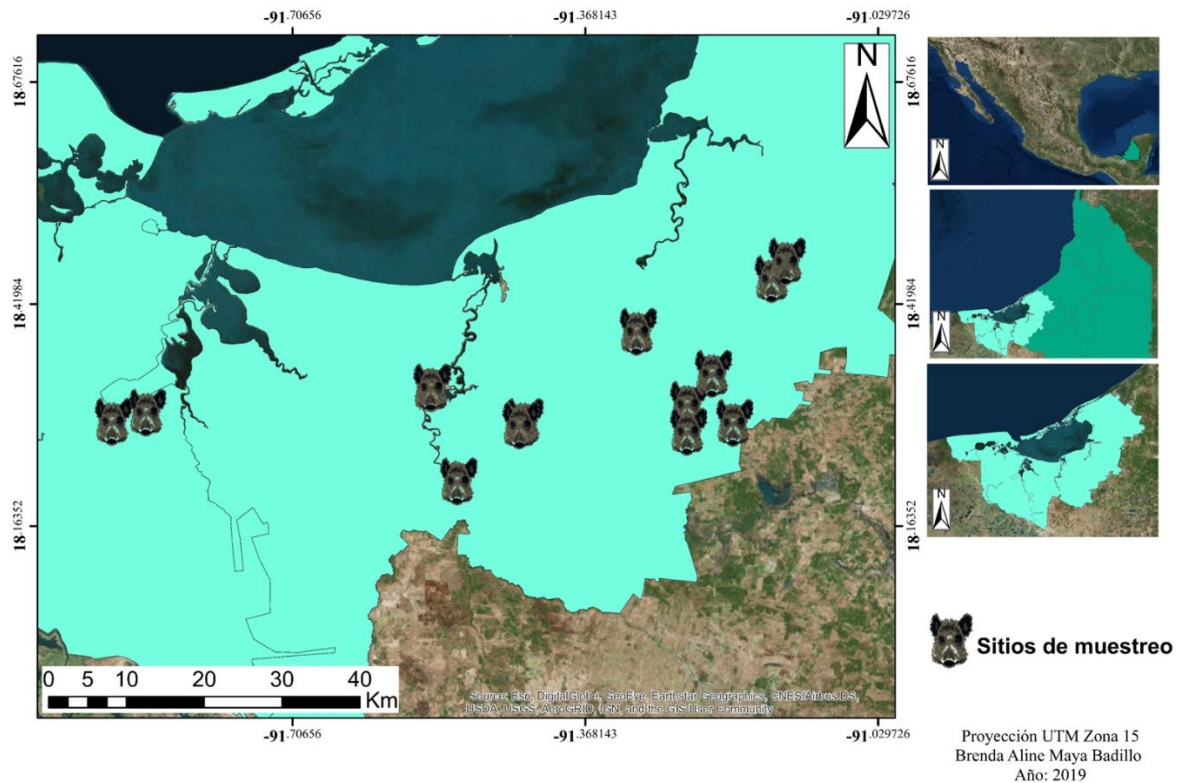 -91.70656
-91.368143
-91.029726
N
18.67616
18.41984
18.16352
18.67616
18.41984
18.16352
0 5 10 20 30 40
Km
Source: Esri, DigitalGlobe, GeoEye, Earthstar Geographics, CNES/Airbus DS,
USDA, USGS, AeroGRID, IGN, and the GIS User Community
-91.70656
-91.368143
-91.029726
N
N
N
Sitios de muestreo
Proyección UTM Zona 15
Brenda Aline Maya Badillo
Año: 2019